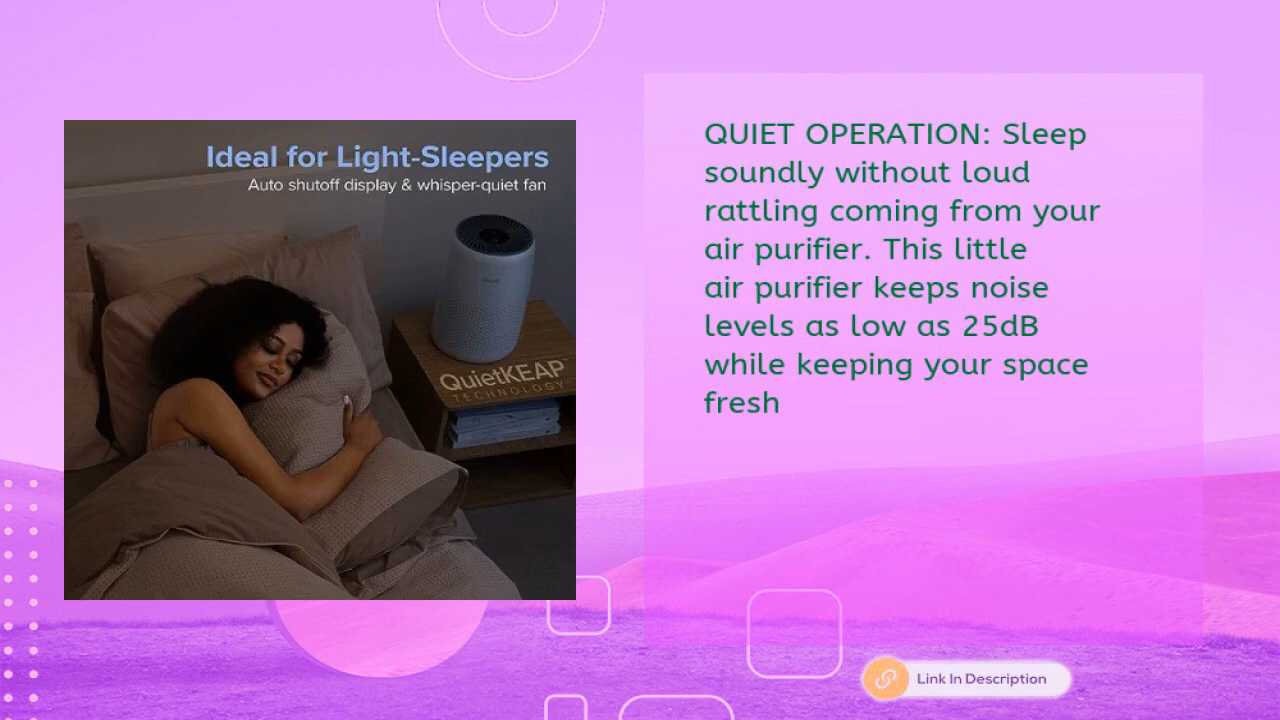 Ideal for Light-Sleepers
Auto shutoff display & whisper-quiet fan
QuietKEAP
TECHNOLOGY
QUIET OPERATION: Sleep
soundly without loud
rattling coming from your
air purifier. This little
air purifier keeps noise
levels as low as 25dB
while keeping your space
fresh
Link In Description